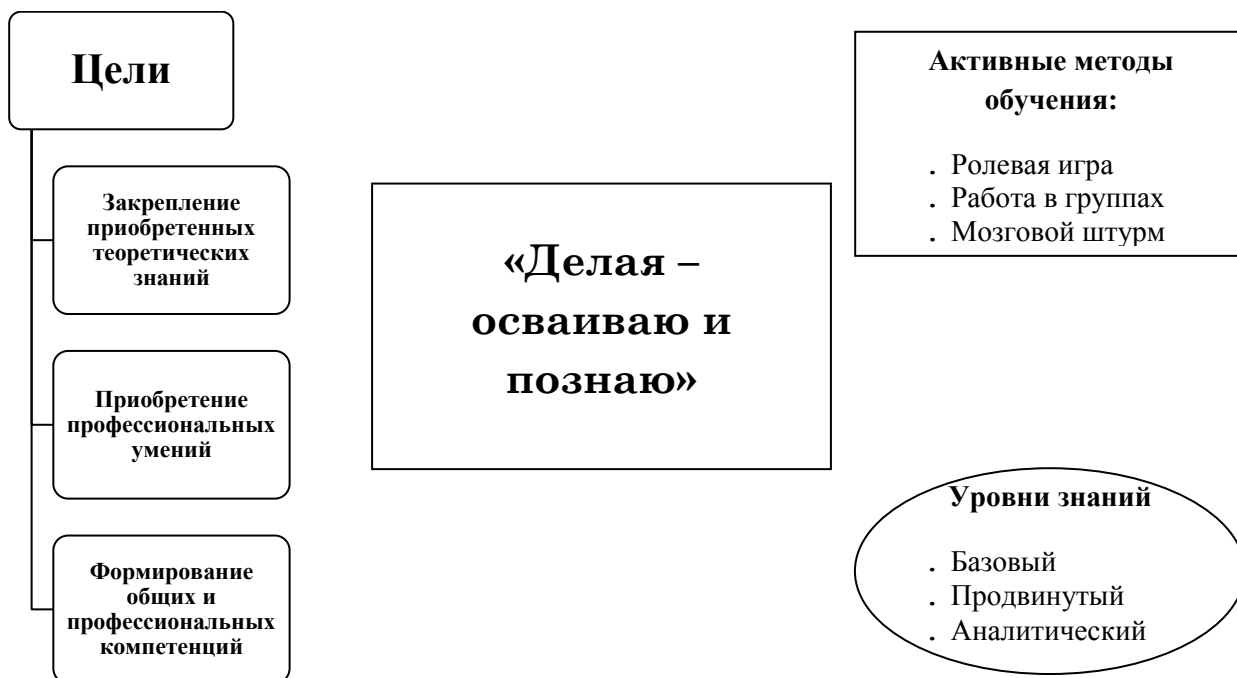 Цели
Закрепление
приобретенных
теоретических
знаний
Приобретение
профессиональных
умений
Формирование
общих и
профессиональных
компетенций
«Делая –
осваиваю и
познаю»
Активные методы
обучения:
. Ролевая игра
. Работа в группах
. Мозговой штурм
Уровни знаний
. Базовый
. Продвинутый
. Аналитический